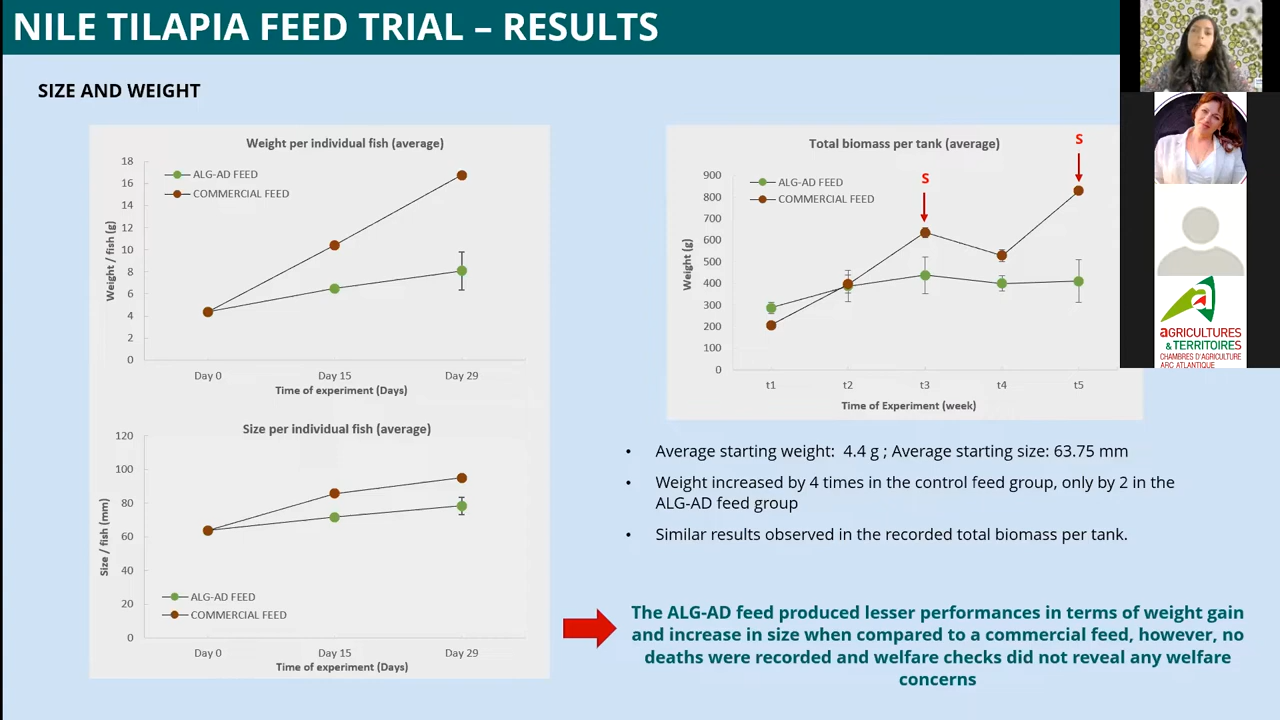 NILE TILAPIA FEED TRIAL – RESULTS
SIZE AND WEIGHT
Weight per individual fish (average)
18
16
14
12
10
8
6
4
2
0
Weight / fish (g)
ALG-AD FEED
COMMERCIAL FEED
Day 0
Day 15
Day 29
Time of experiment (Days)
Size per individual fish (average)
120
100
80
60
40
20
0
Size / fish (mm)
ALG-AD FEED
COMMERCIAL FEED
Day 0
Day 15
Day 29
Time of experiment (Days)
Total biomass per tank (average)
900
800
700
600
500
400
300
200
100
0
Weight (g)
ALG-AD FEED
COMMERCIAL FEED
S
S
t1
t2
t3
t4
t5
Time of Experiment (week)
• Average starting weight: 4.4 g ; Average starting size: 63.75 mm
• Weight increased by 4 times in the control feed group, only by 2 in the
ALG-AD feed group
• Similar results observed in the recorded total biomass per tank.
The ALG-AD feed produced lesser performances in terms of weight gain
and increase in size when compared to a commercial feed, however, no
deaths were recorded and welfare checks did not reveal any welfare
concerns
a
AGRICULTURES
& TERRITOIRES
CHAMBRES D'AGRICULTURE
ARC ATLANTIQUE